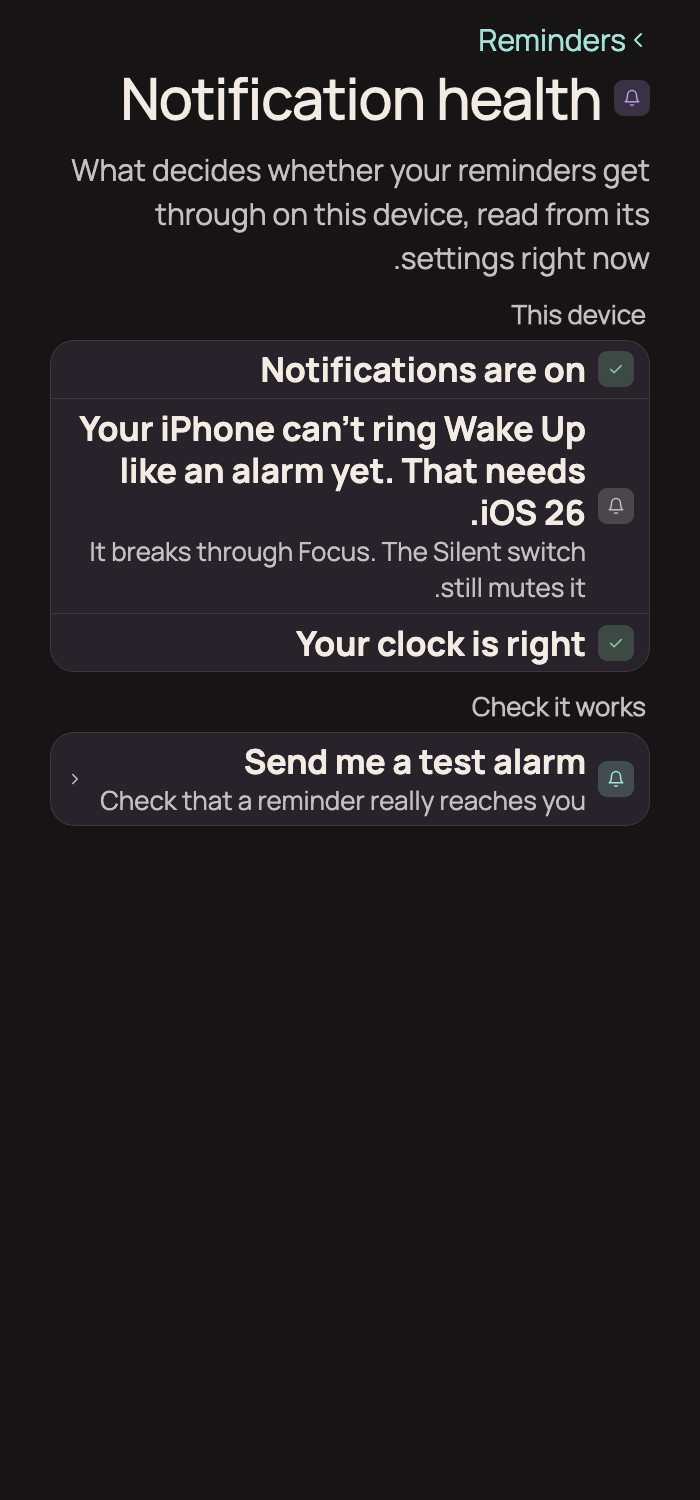 Reminders
Notification health
What decides whether your reminders get
through on this device, read from its
settings right now.
This device
Notifications are on
Your iPhone can't ring Wake Up
like an alarm yet. That needs
iOS 26.
It breaks through Focus. The Silent switch
still mutes it.
Your clock is right
Check it works
Send me a test alarm
Check that a reminder really reaches you